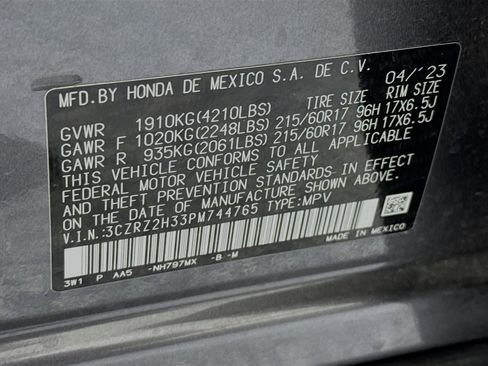 MFD.BY HONDA DE MEXICO S.A. DE C.V. 04/'23
TIRE SIZE RIM SIZE
GVWR 1910KG(4210LBS)
GAWR F 1020KG(2248LBS) 215/60R17 96H 17X6.5J
GAWR R 935KG(2061LBS) 215/60R17 96H 17X6.5J
THIS VEHICLE CONFORMS TO ALL APPLICABLE
FEDERAL MOTOR VEHICLE SAFETY
AND THEFT PREVENTION STANDARDS IN EFFECT
ON THE DATE OF MANUFACTURE SHOWN ABOVE.
V.I.N.:3CZRZ2H33PM744765 TYPE:MPV
3W1 P AA5 -NH797MX -B -M
MADE IN MEXICO